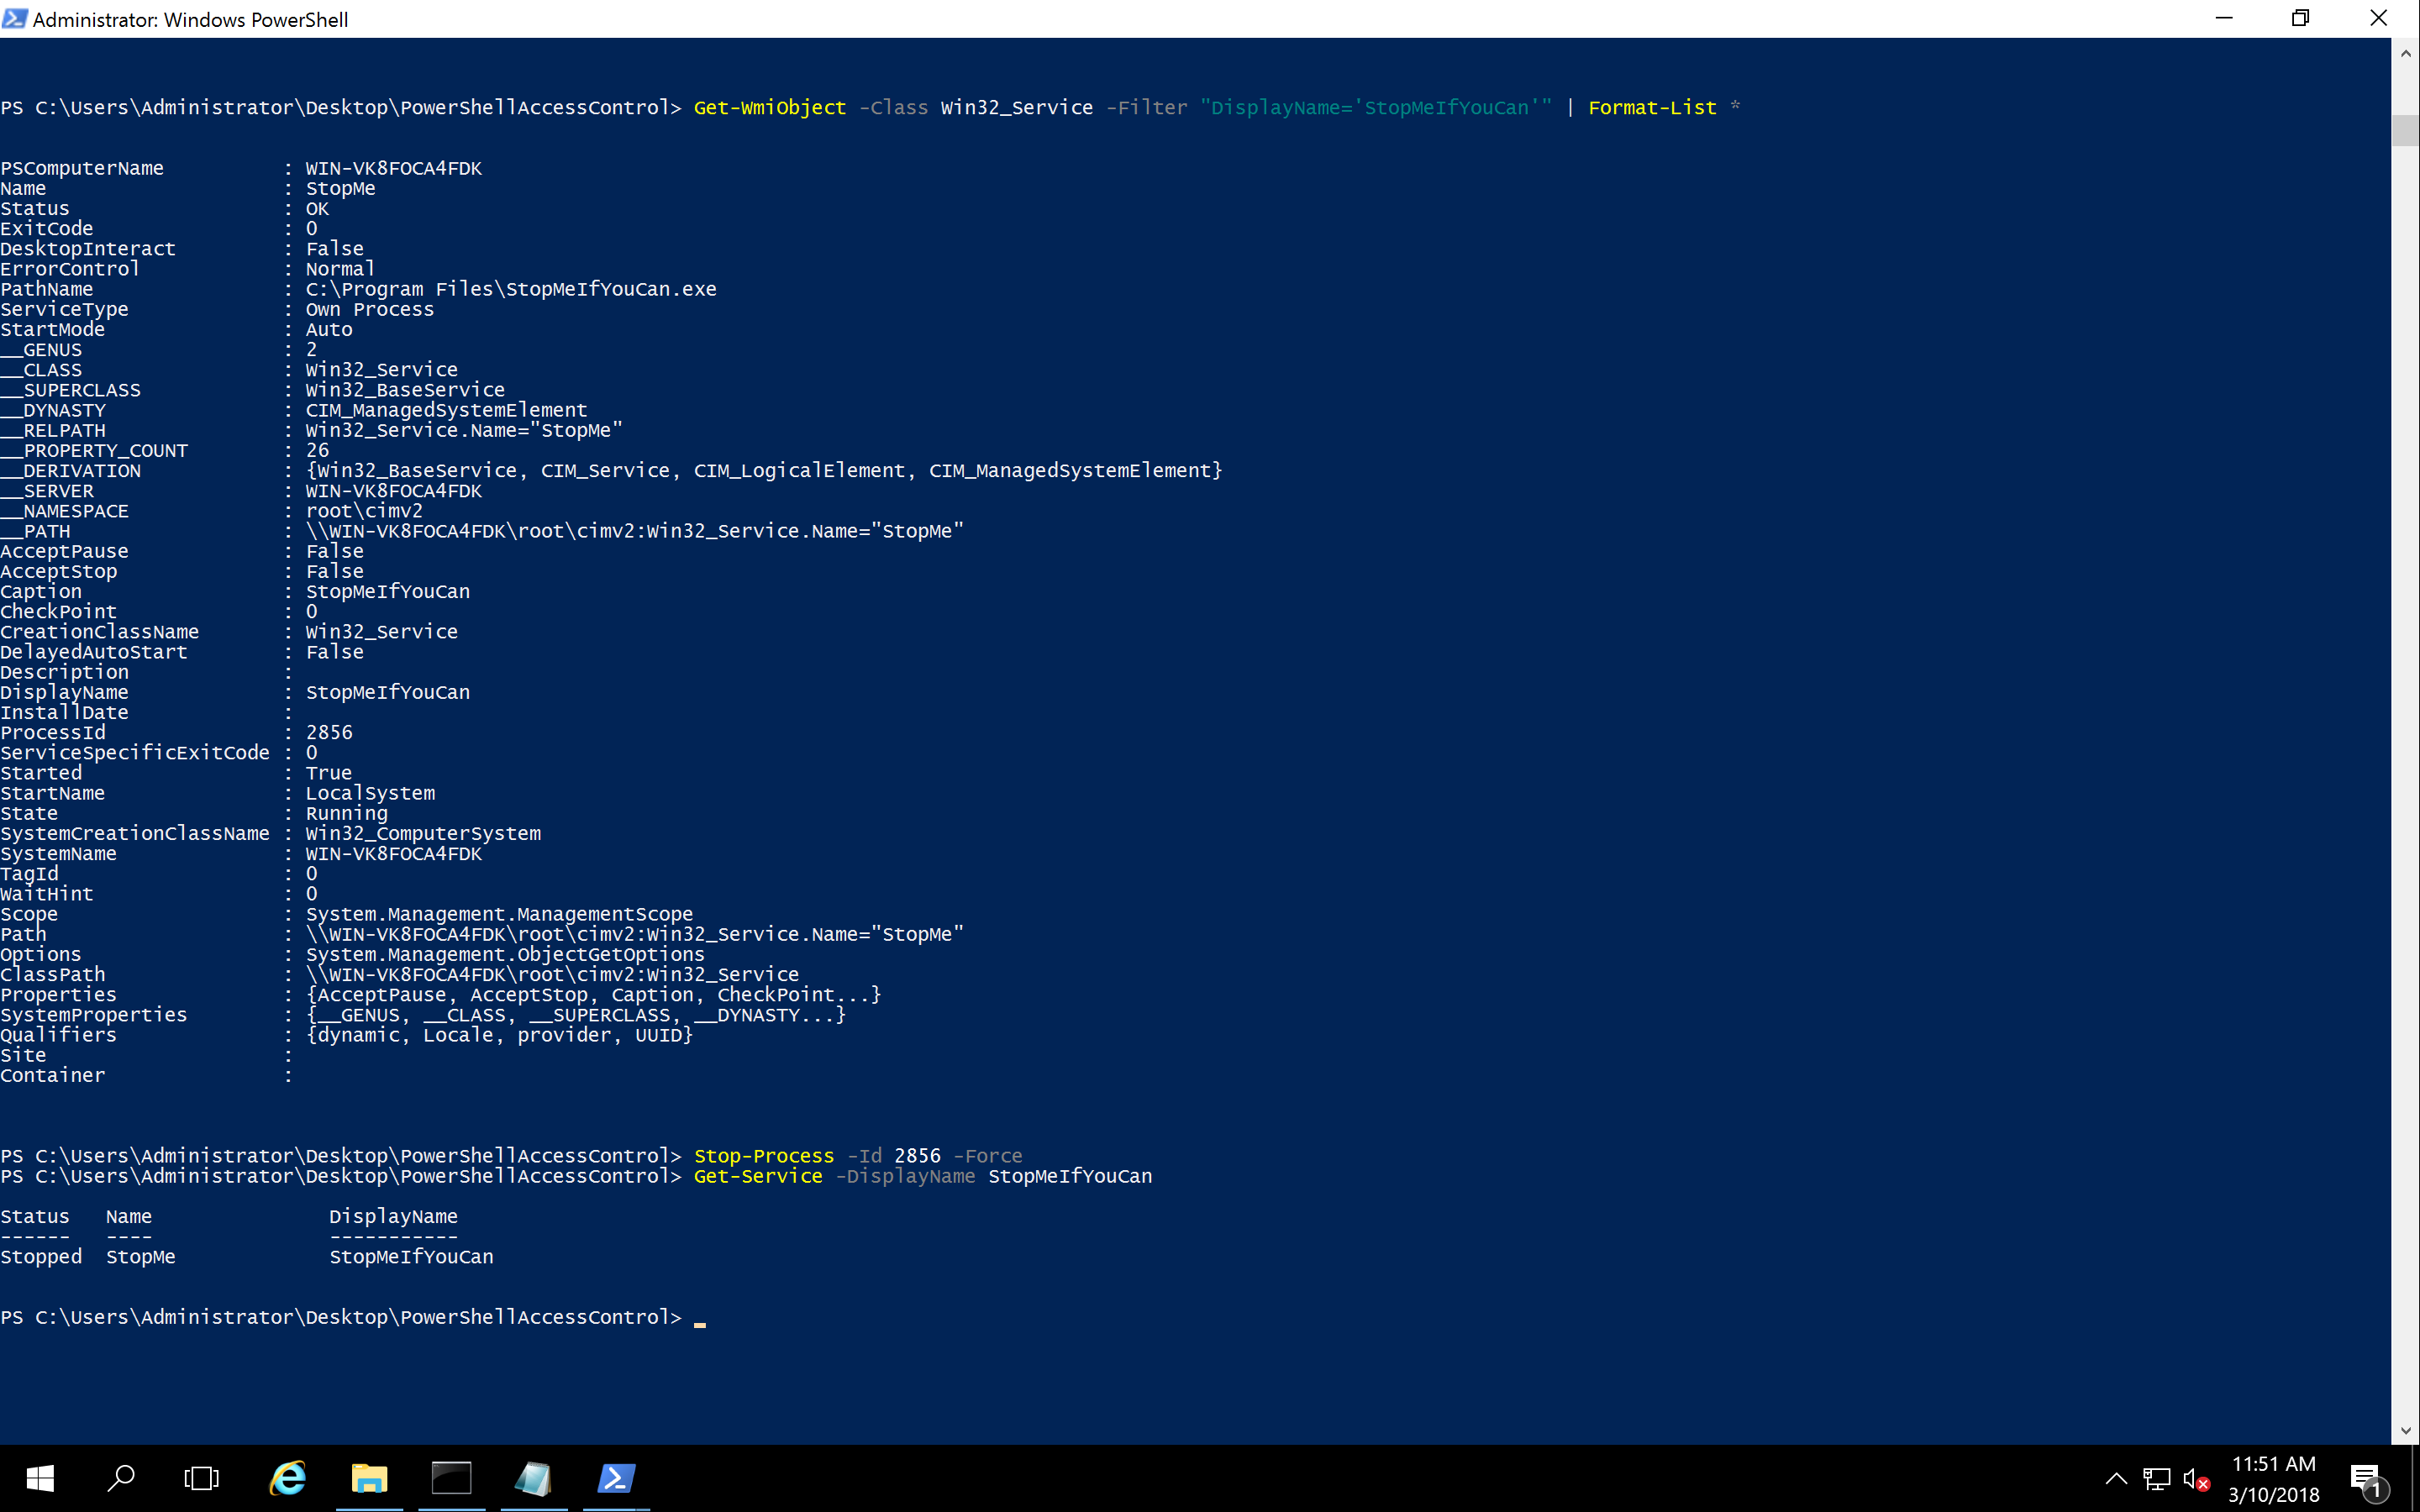 Administrator: Windows PowerShell
PS C:\Users\Administrator\Desktop\PowerShellAccessControl> Get-WmiObject -Class Win32_Service -Filter "DisplayName='StopMeIfYouCan'" | Format-List *
PSComputerName : WIN-VK8FOCA4FDK
Name : StopMe
Status : OK
ExitCode : 0
DesktopInteract : False
ErrorControl : Normal
PathName : C:\Program Files\StopMeIfYouCan.exe
ServiceType : Own Process
StartMode : Auto
__GENUS : 2
__CLASS : Win32_Service
__SUPERCLASS : Win32_BaseService
__DYNASTY : CIM_ManagedSystemElement
__RELPATH : Win32_Service.Name="StopMe"
__PROPERTY_COUNT : 26
__DERIVATION : {Win32_BaseService, CIM_Service, CIM_LogicalElement, CIM_ManagedSystemElement}
__SERVER : WIN-VK8FOCA4FDK
__NAMESPACE : root\cimv2
__PATH : \\WIN-VK8FOCA4FDK\root\cimv2:Win32_Service.Name="StopMe"
AcceptPause : False
AcceptStop : False
Caption : StopMeIfYouCan
CheckPoint : 0
CreationClassName : Win32_Service
DelayedAutoStart : False
Description :
DisplayName : StopMeIfYouCan
InstallDate :
ProcessId : 2856
ServiceSpecificExitCode : 0
Started : True
StartName : LocalSystem
State : Running
SystemCreationClassName : Win32_ComputerSystem
SystemName : WIN-VK8FOCA4FDK
TagId : 0
WaitHint : 0
Scope : System.Management.ManagementScope
Path : \\WIN-VK8FOCA4FDK\root\cimv2:Win32_Service.Name="StopMe"
Options : System.Management.ObjectGetOptions
ClassPath : \\WIN-VK8FOCA4FDK\root\cimv2:Win32_Service
Properties : {AcceptPause, AcceptStop, Caption, CheckPoint...}
SystemProperties : {__GENUS, __CLASS, __SUPERCLASS, __DYNASTY...}
Qualifiers : {dynamic, Locale, provider, UUID}
Site :
Container :
PS C:\Users\Administrator\Desktop\PowerShellAccessControl> Stop-Process -Id 2856 -Force
PS C:\Users\Administrator\Desktop\PowerShellAccessControl> Get-Service -DisplayName StopMeIfYouCan
Status Name DisplayName
------ ---- -----------
Stopped StopMe StopMeIfYouCan
PS C:\Users\Administrator\Desktop\PowerShellAccessControl> _
11:51 AM
3/10/2018
1